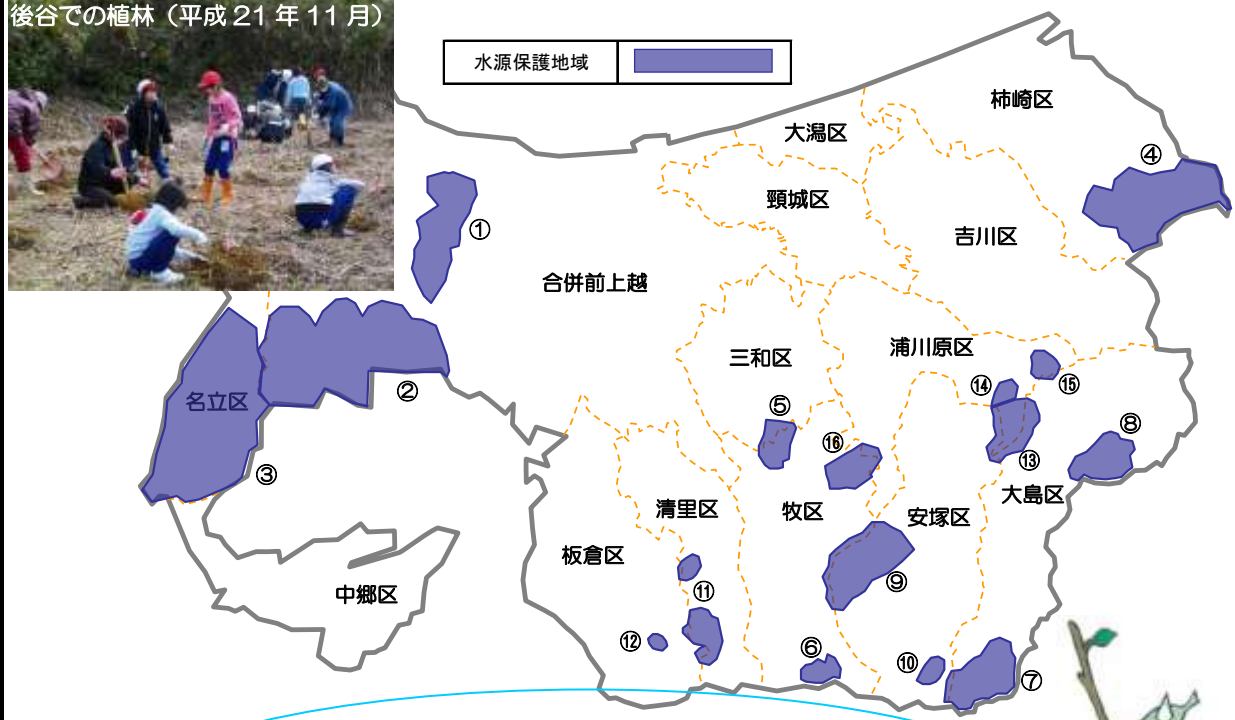 後谷での植林（平成 21 年 11 月）
水源保護地域
柿崎区
大潟区
④
頸城区
①
吉川区
合併前上越
浦川原区
三和区
⑭
⑮
②
名立区
⑤
⑧
⑯
⑬
③
大島区
清里区
牧区
安塚区
板倉区
⑨
中郷区
⑪
⑫
⑥
⑩
⑦